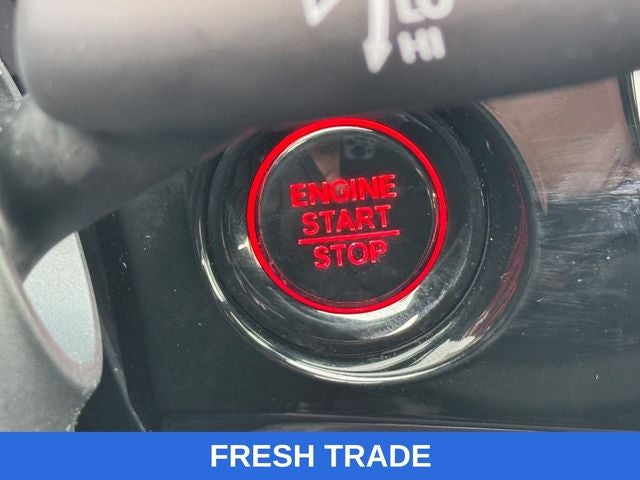 LO
HI
ENGINE
START
STOP
FRESH TRADE